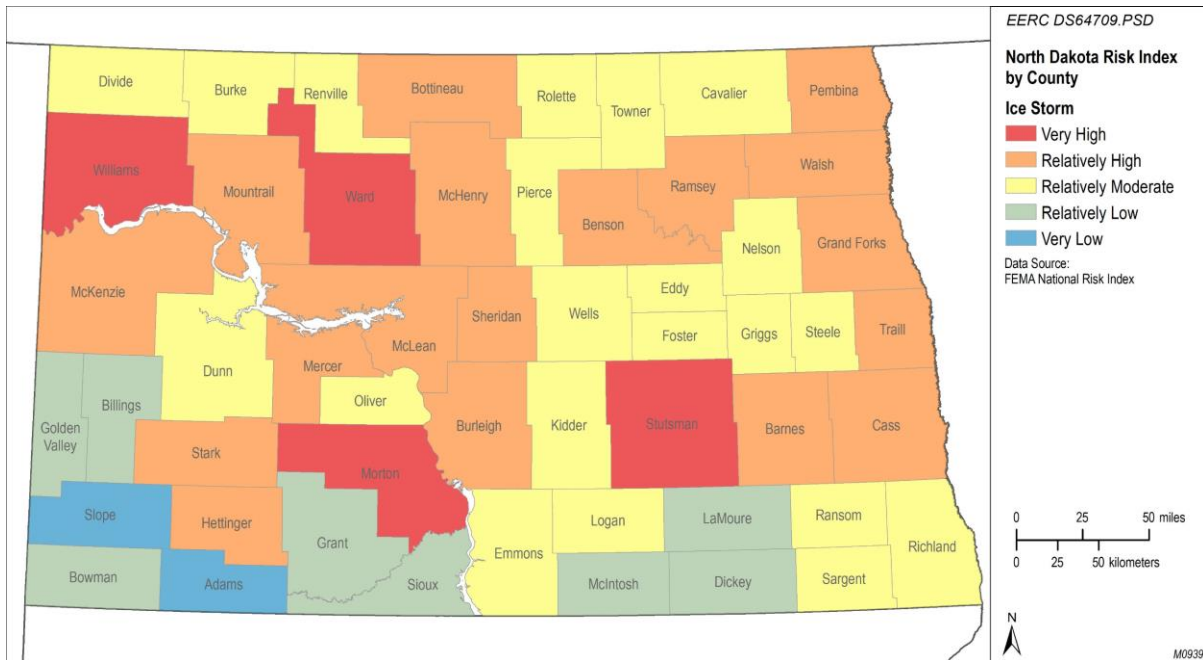 EERC DS64709.PSD
North Dakota Risk Index
by County
Ice Storm
Very High
Relatively High
Relatively Moderate
Relatively Low
Very Low
Data Source:
FEMA National Risk Index
Divide
Burke
Renville
Bottineau
Rolette
Towner
Cavalier
Pembina
Williams
Mountrail
Ward
McHenry
Pierce
Benson
Ramsey
Walsh
Nelson
Grand Forks
McKenzie
Dunn
Mercer
McLean
Sheridan
Wells
Eddy
Foster
Griggs
Steele
Traill
Golden
Valley
Billings
Stark
Oliver
Morton
Burleigh
Kidder
Stutsman
Barnes
Cass
Slope
Hettinger
Grant
Emmons
Logan
LaMoure
Ransom
Richland
Bowman
Adams
Sioux
McIntosh
Dickey
Sargent
0 25 50 miles
0 25 50 kilometers
N
M0939